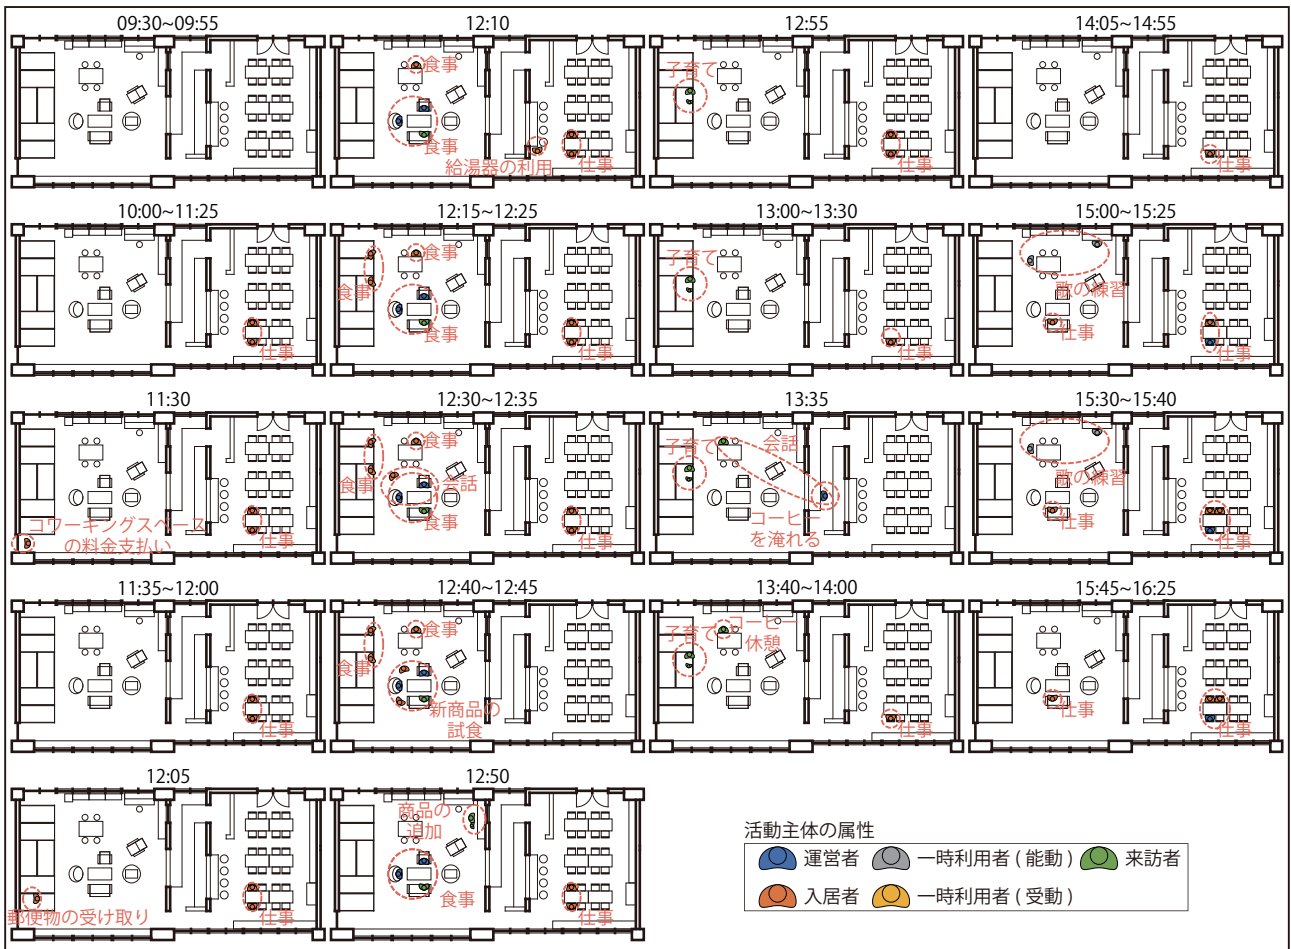 09:30~09:55
12:10
食事
食事
給湯器の利用
仕事
12:55
子育て
仕事
14:05~14:55
仕事
10:00~11:25
仕事
12:15~12:25
食事
食事
食事
仕事
13:00~13:30
子育て
仕事
15:00~15:25
歌の練習
仕事
仕事
11:30
コワーキングスペース
の料金支払い
仕事
12:30~12:35
食事
食事
会話
食事
仕事
13:35
子育て
会話
コーヒー
を淹れる
15:30~15:40
歌の練習
仕事
仕事
11:35~12:00
仕事
12:40~12:45
食事
食事
新商品の
試食
13:40~14:00
子育て
コーヒー
休憩
仕事
15:45~16:25
仕事
仕事
12:05
郵便物の受け取り
仕事
12:50
商品の
追加
食事
仕事
活動主体の属性
運営者 一時利用者 ( 能動 ) 来訪者
入居者 一時利用者 ( 受動 )